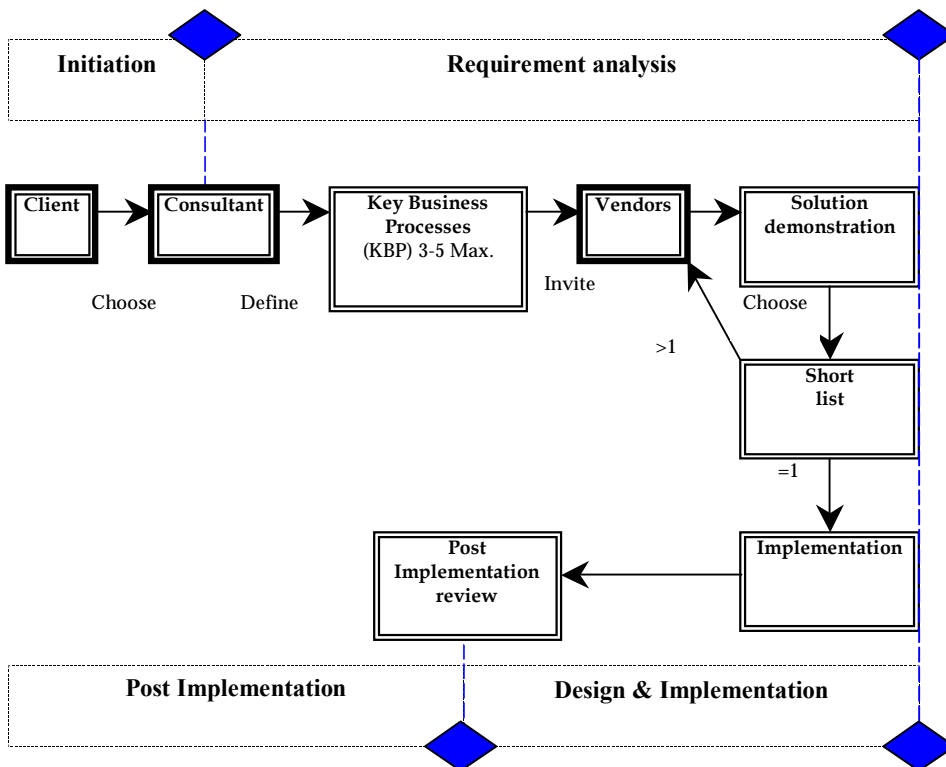 Initiation
Requirement analysis
Client
Consultant
Key Business
Processes
(KBP) 3-5 Max.
Vendors
Solution
demonstration
Choose
Define
Invite
Choose
>1
Short
list
=1
Post
Implementation
review
Implementation
Post Implementation
Design & Implementation